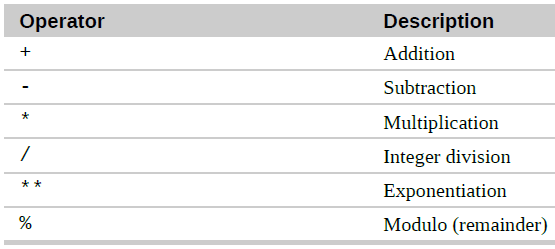 Operator Description
+ Addition
- Subtraction
* Multiplication
/ Integer division
** Exponentiation
% Modulo (remainder)